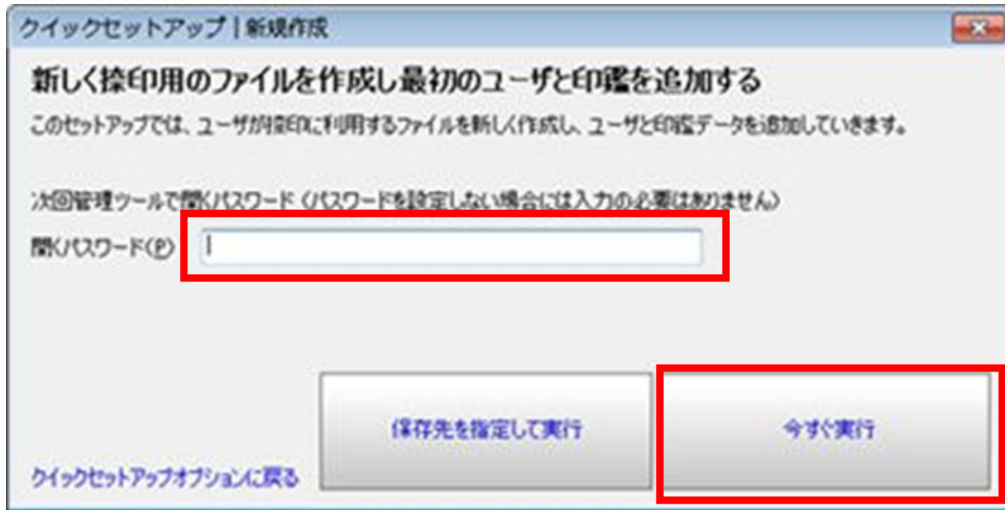 クイックセットアップ | 新規作成
新しく捺印用のファイルを作成し最初のユーザと印鑑を追加する
このセットアップでは、ユーザが捺印に利用するファイルを新しく作成し、ユーザと印鑑データを追加していきます。
次回管理ツールで開くパスワード（パスワードを設定しない場合には入力の必要はありません）
開くパスワード(P)
保存先を指定して実行
今すぐ実行
クイックセットアップオプションに戻る